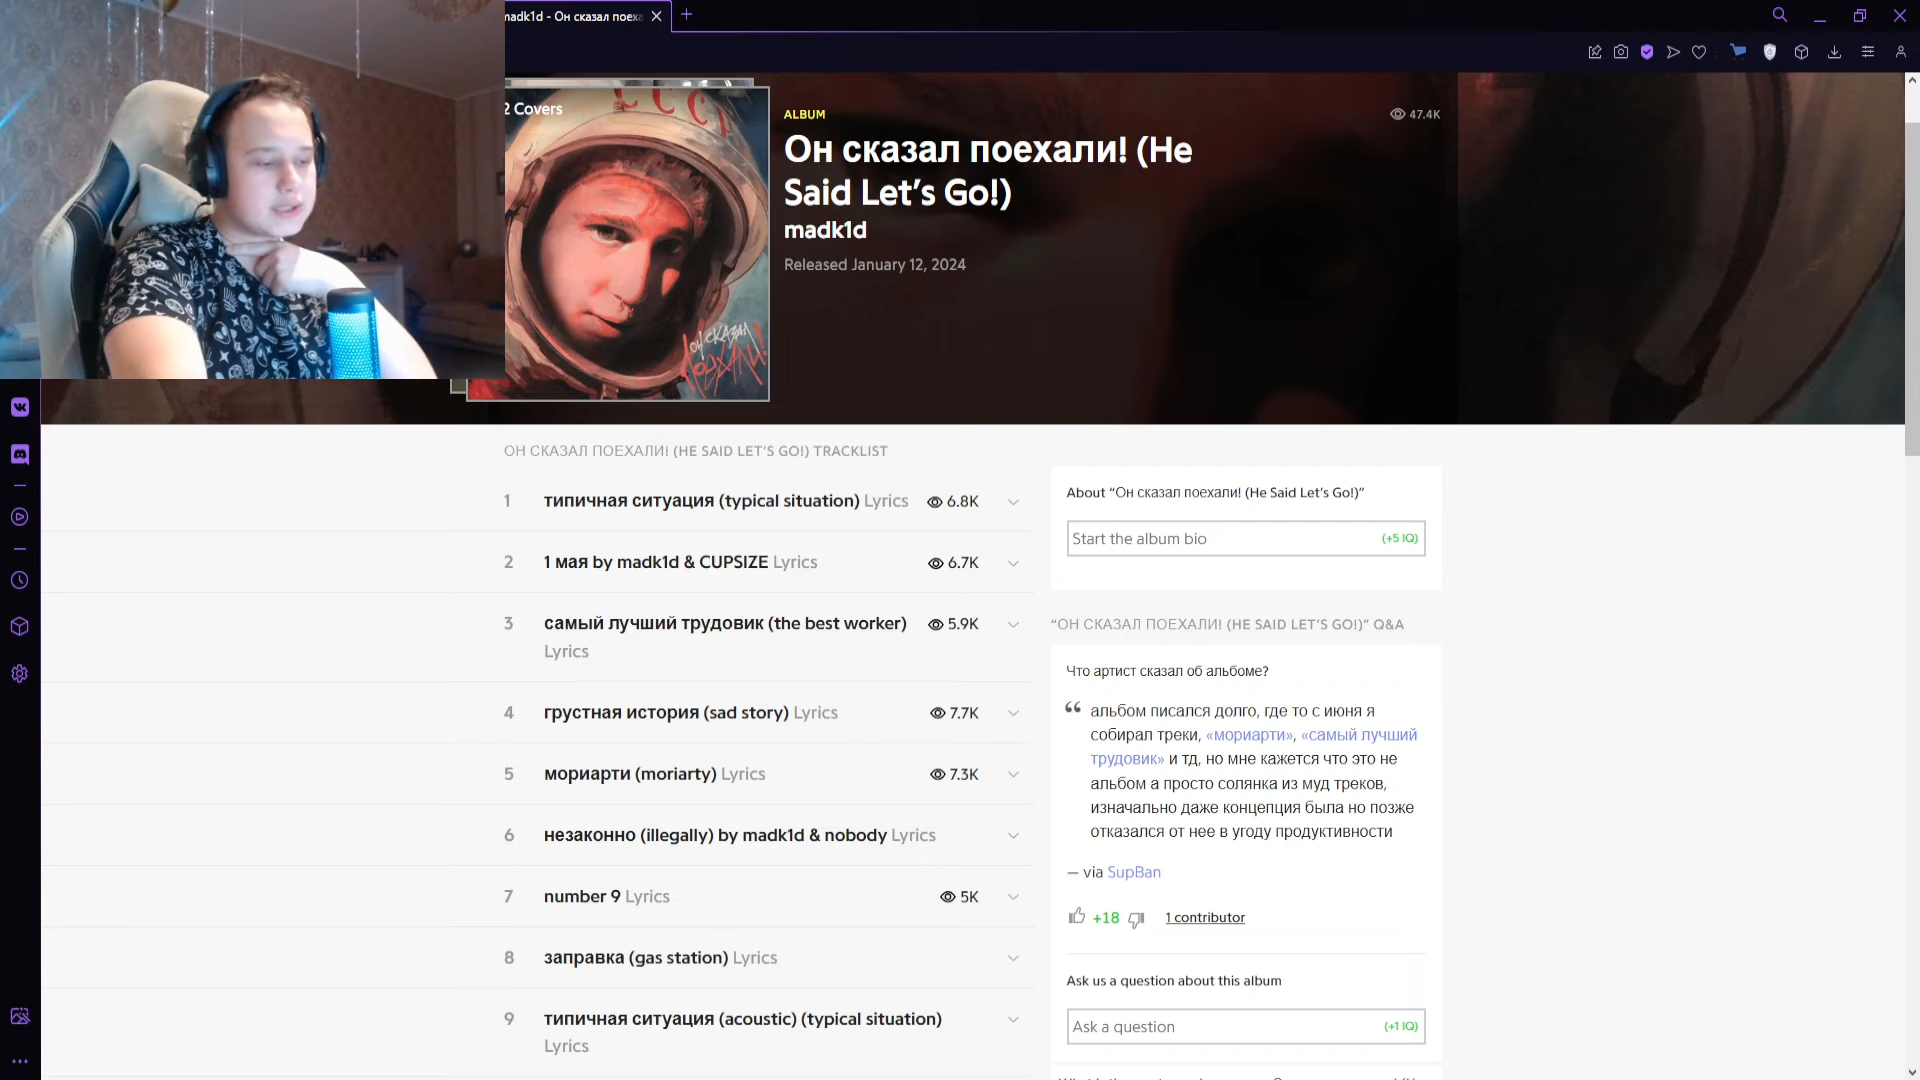 madk1d - Он сказал поеха
2 Covers
СССР
ОН СКАЗАЛ
ПОЕХАЛИ!
ALBUM
47.4K
Он сказал поехали! (He
Said Let's Go!)
madk1d
Released January 12, 2024
ОН СКАЗАЛ ПОЕХАЛИ! (HE SAID LET'S GO!) TRACKLIST
1 типичная ситуация (typical situation) Lyrics 6.8K
2 1 мая by madk1d & CUPSIZE Lyrics 6.7K
3 самый лучший трудовик (the best worker) 5.9K
Lyrics
4 грустная история (sad story) Lyrics 7.7K
5 мориарти (moriarty) Lyrics 7.3K
6 незаконно (illegally) by madk1d & nobody Lyrics
7 number 9 Lyrics 5K
8 заправка (gas station) Lyrics
9 типичная ситуация (acoustic) (typical situation)
Lyrics
About “Он сказал поехали! (He Said Let's Go!)”
Start the album bio (+5 IQ)
“ОН СКАЗАЛ ПОЕХАЛИ! (HE SAID LET'S GO!)” Q&A
Что артист сказал об альбоме?
“ альбом писался долго, где то с июня я
собирал треки, «мориарти», «самый лучший
трудовик» и тд, но мне кажется что это не
альбом а просто солянка из муд треков,
изначально даже концепция была но позже
отказался от нее в угоду продуктивности
— via SupBan
+18 1 contributor
Ask us a question about this album
Ask a question (+1 IQ)